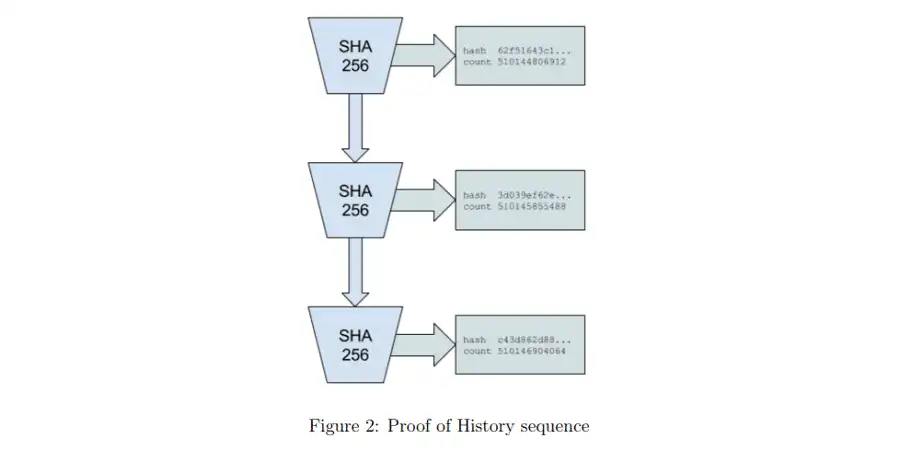 SHA
256
hash 62f51643c1...
count 510144806912
SHA
256
hash 3d039ef62e...
count 510145855488
SHA
256
hash c43d862d88...
count 510146904064
Figure 2: Proof of History sequence